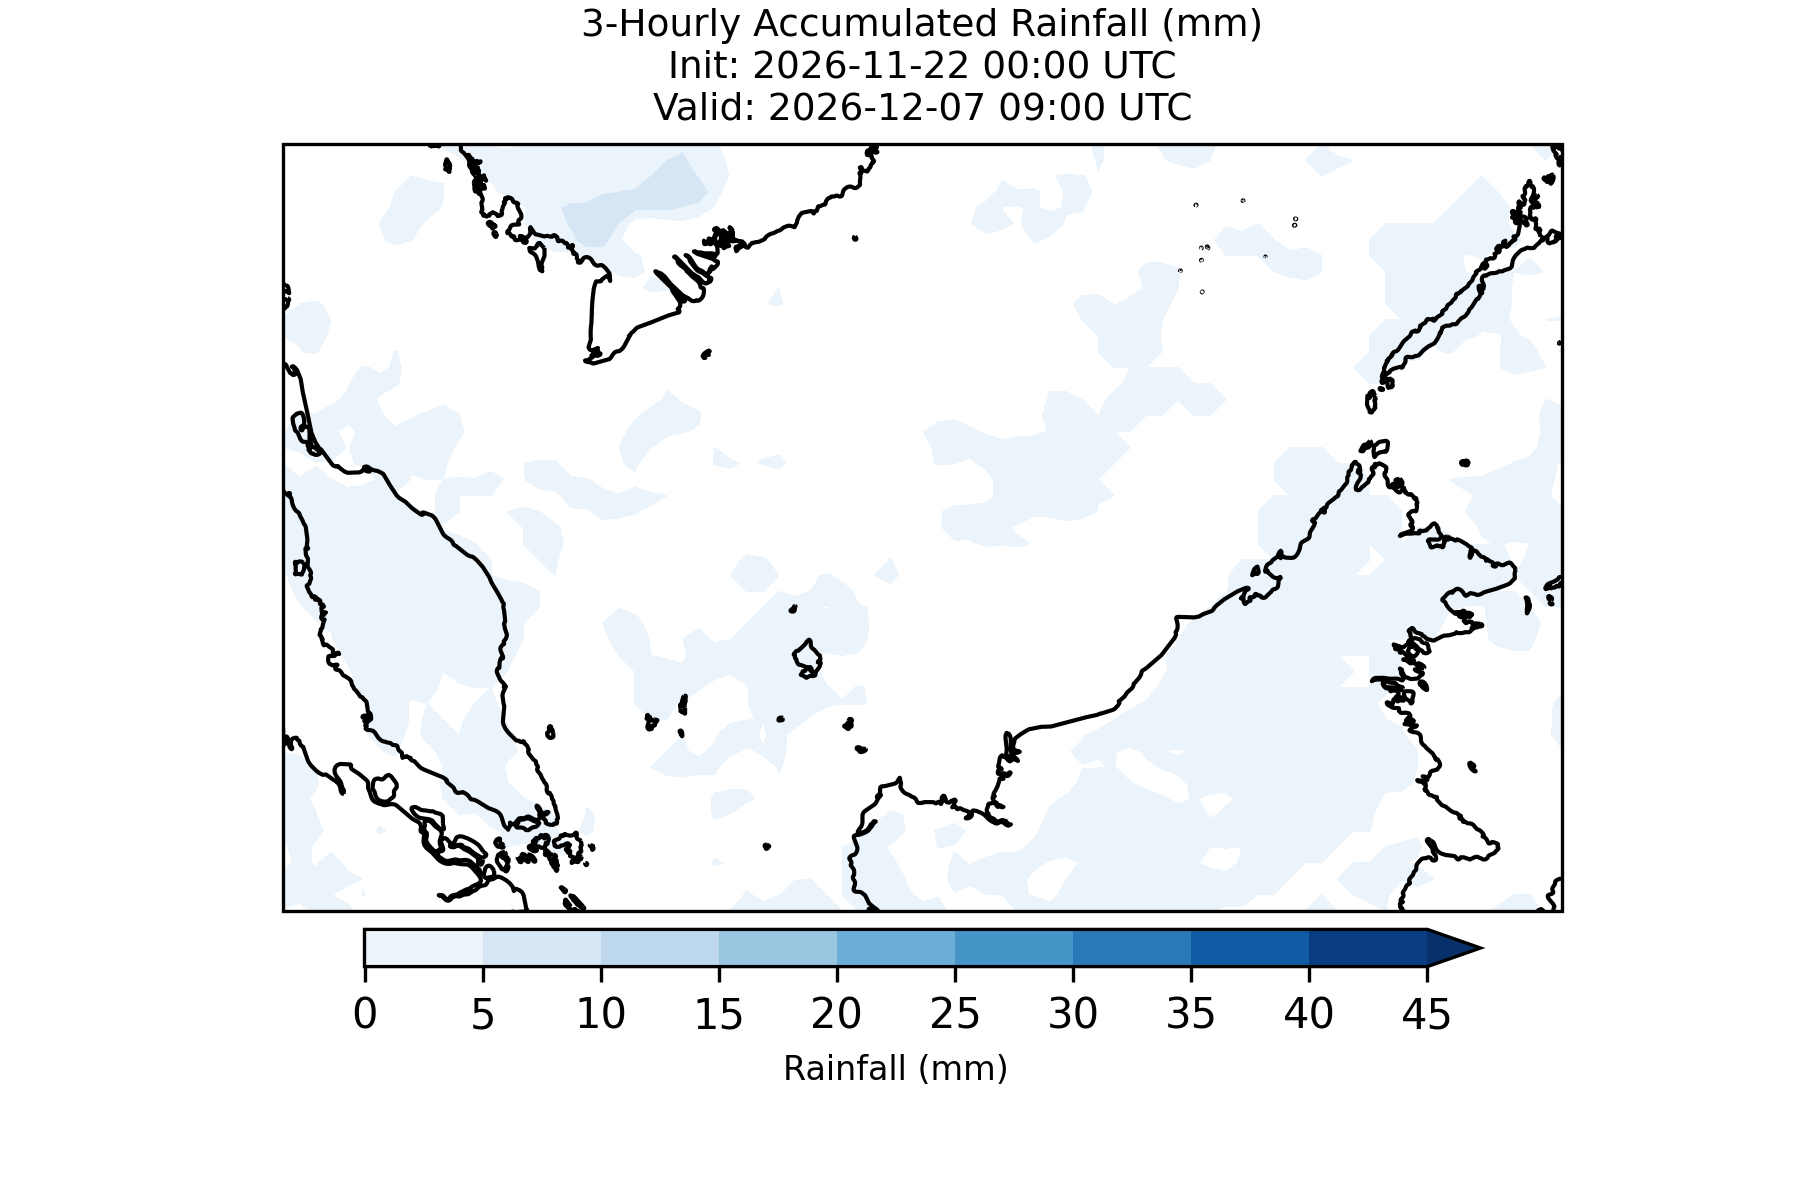 3-Hourly Accumulated Rainfall (mm)
Init: 2026-11-22 00:00 UTC
Valid: 2026-12-07 09:00 UTC
0 5 10 15 20 25 30 35 40 45
Rainfall (mm)